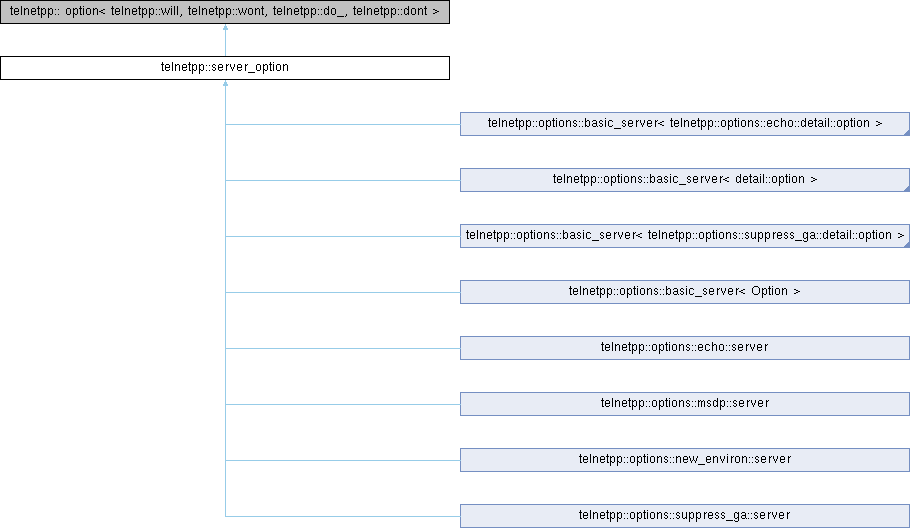 telnetpp:: option< telnetpp::will, telnetpp::wont, telnetpp::do_, telnetpp::dont >
telnetpp::server_option
telnetpp::options::basic_server< telnetpp::options::echo::detail::option >
telnetpp::options::basic_server< detail::option >
telnetpp::options::basic_server< telnetpp::options::suppress_ga::detail::option >
telnetpp::options::basic_server< Option >
telnetpp::options::echo::server
telnetpp::options::msdp::server
telnetpp::options::new_environ::server
telnetpp::options::suppress_ga::server